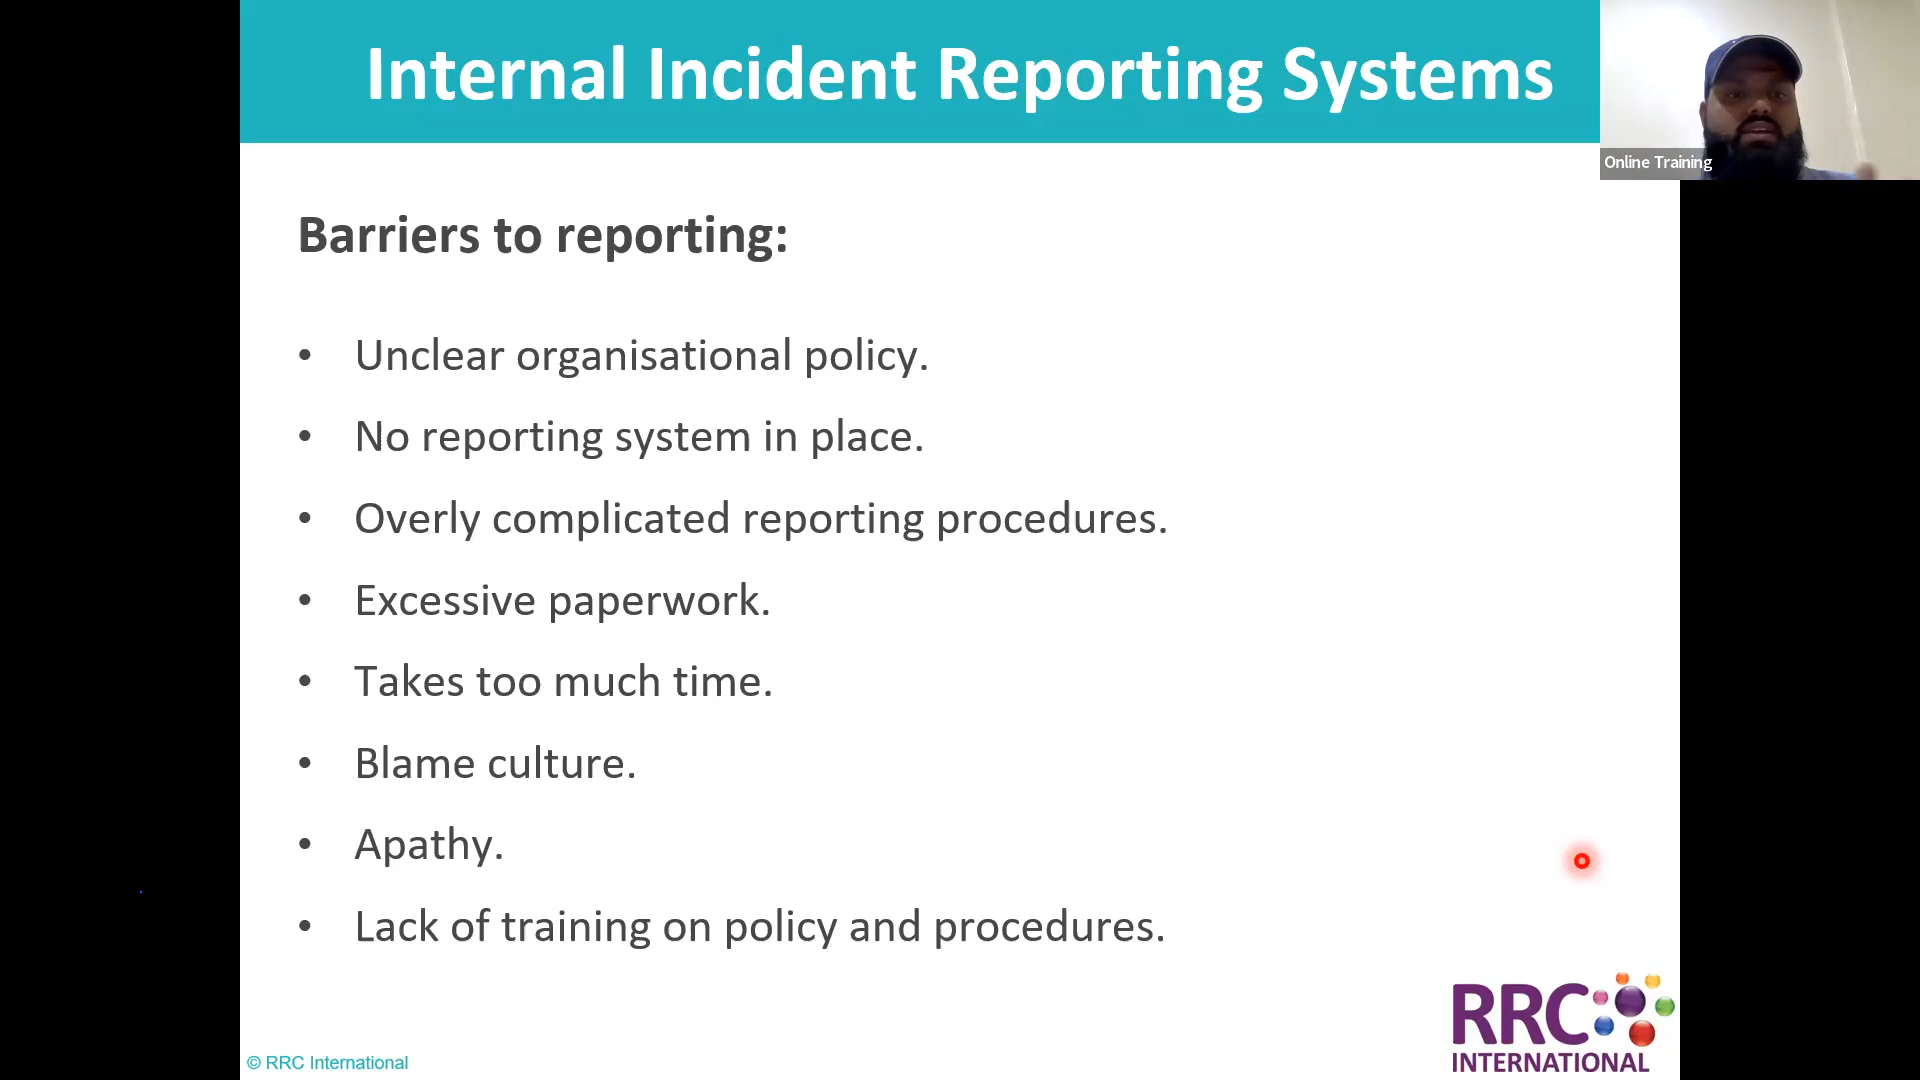 Internal Incident Reporting Systems
Online Training
Barriers to reporting:
• Unclear organisational policy.
• No reporting system in place.
• Overly complicated reporting procedures.
• Excessive paperwork.
• Takes too much time.
• Blame culture.
• Apathy.
• Lack of training on policy and procedures.
RRC
INTERNATIONAL
© RRC International